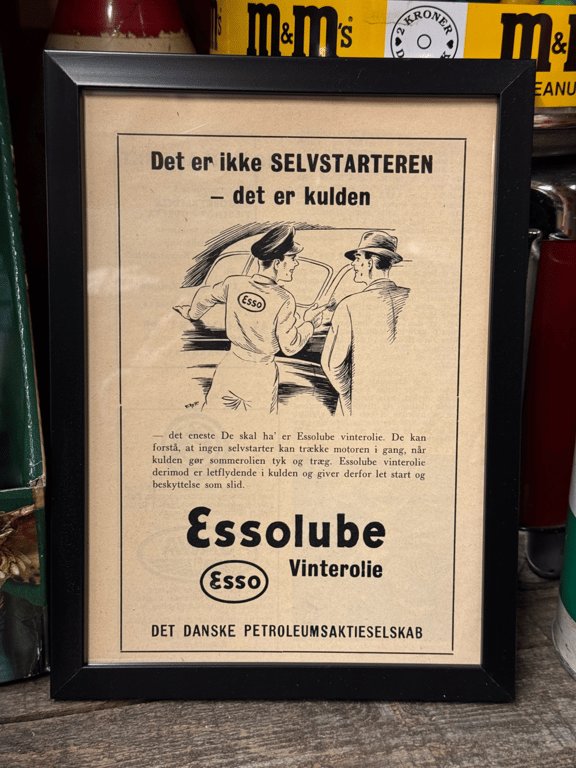 m&m's
2 KRONER
m&
EANU
Det er ikke SELVSTARTEREN
– det er kulden
Esso
— det eneste De skal ha' er Essolube vinterolie. De kan
forstå, at ingen selvstarter kan trække motoren i gang, når
kulden gør sommerolien tyk og træg. Essolube vinterolie
derimod er letflydende i kulden og giver derfor let start og
beskyttelse som slid.
Essolube
Vinterolie
Esso
DET DANSKE PETROLEUMSAKTIESELSKAB